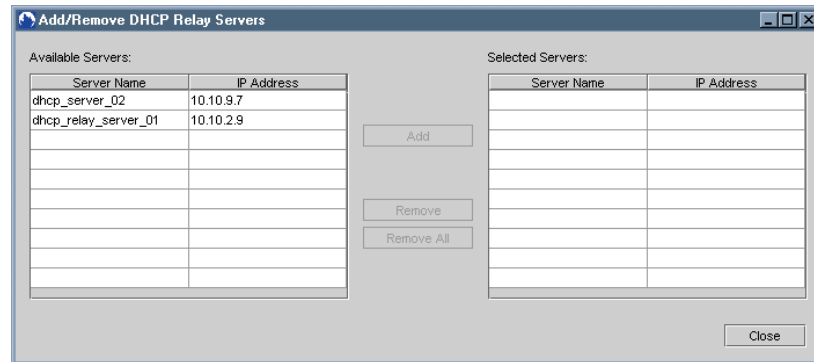 Add/Remove DHCP Relay Servers
Available Servers:
Selected Servers:
Server Name IP Address
Server Name IP Address
dhcp_server_02 10.10.9.7
dhcp_relay_server_01 10.10.2.9
Add
Remove
Remove All
Close